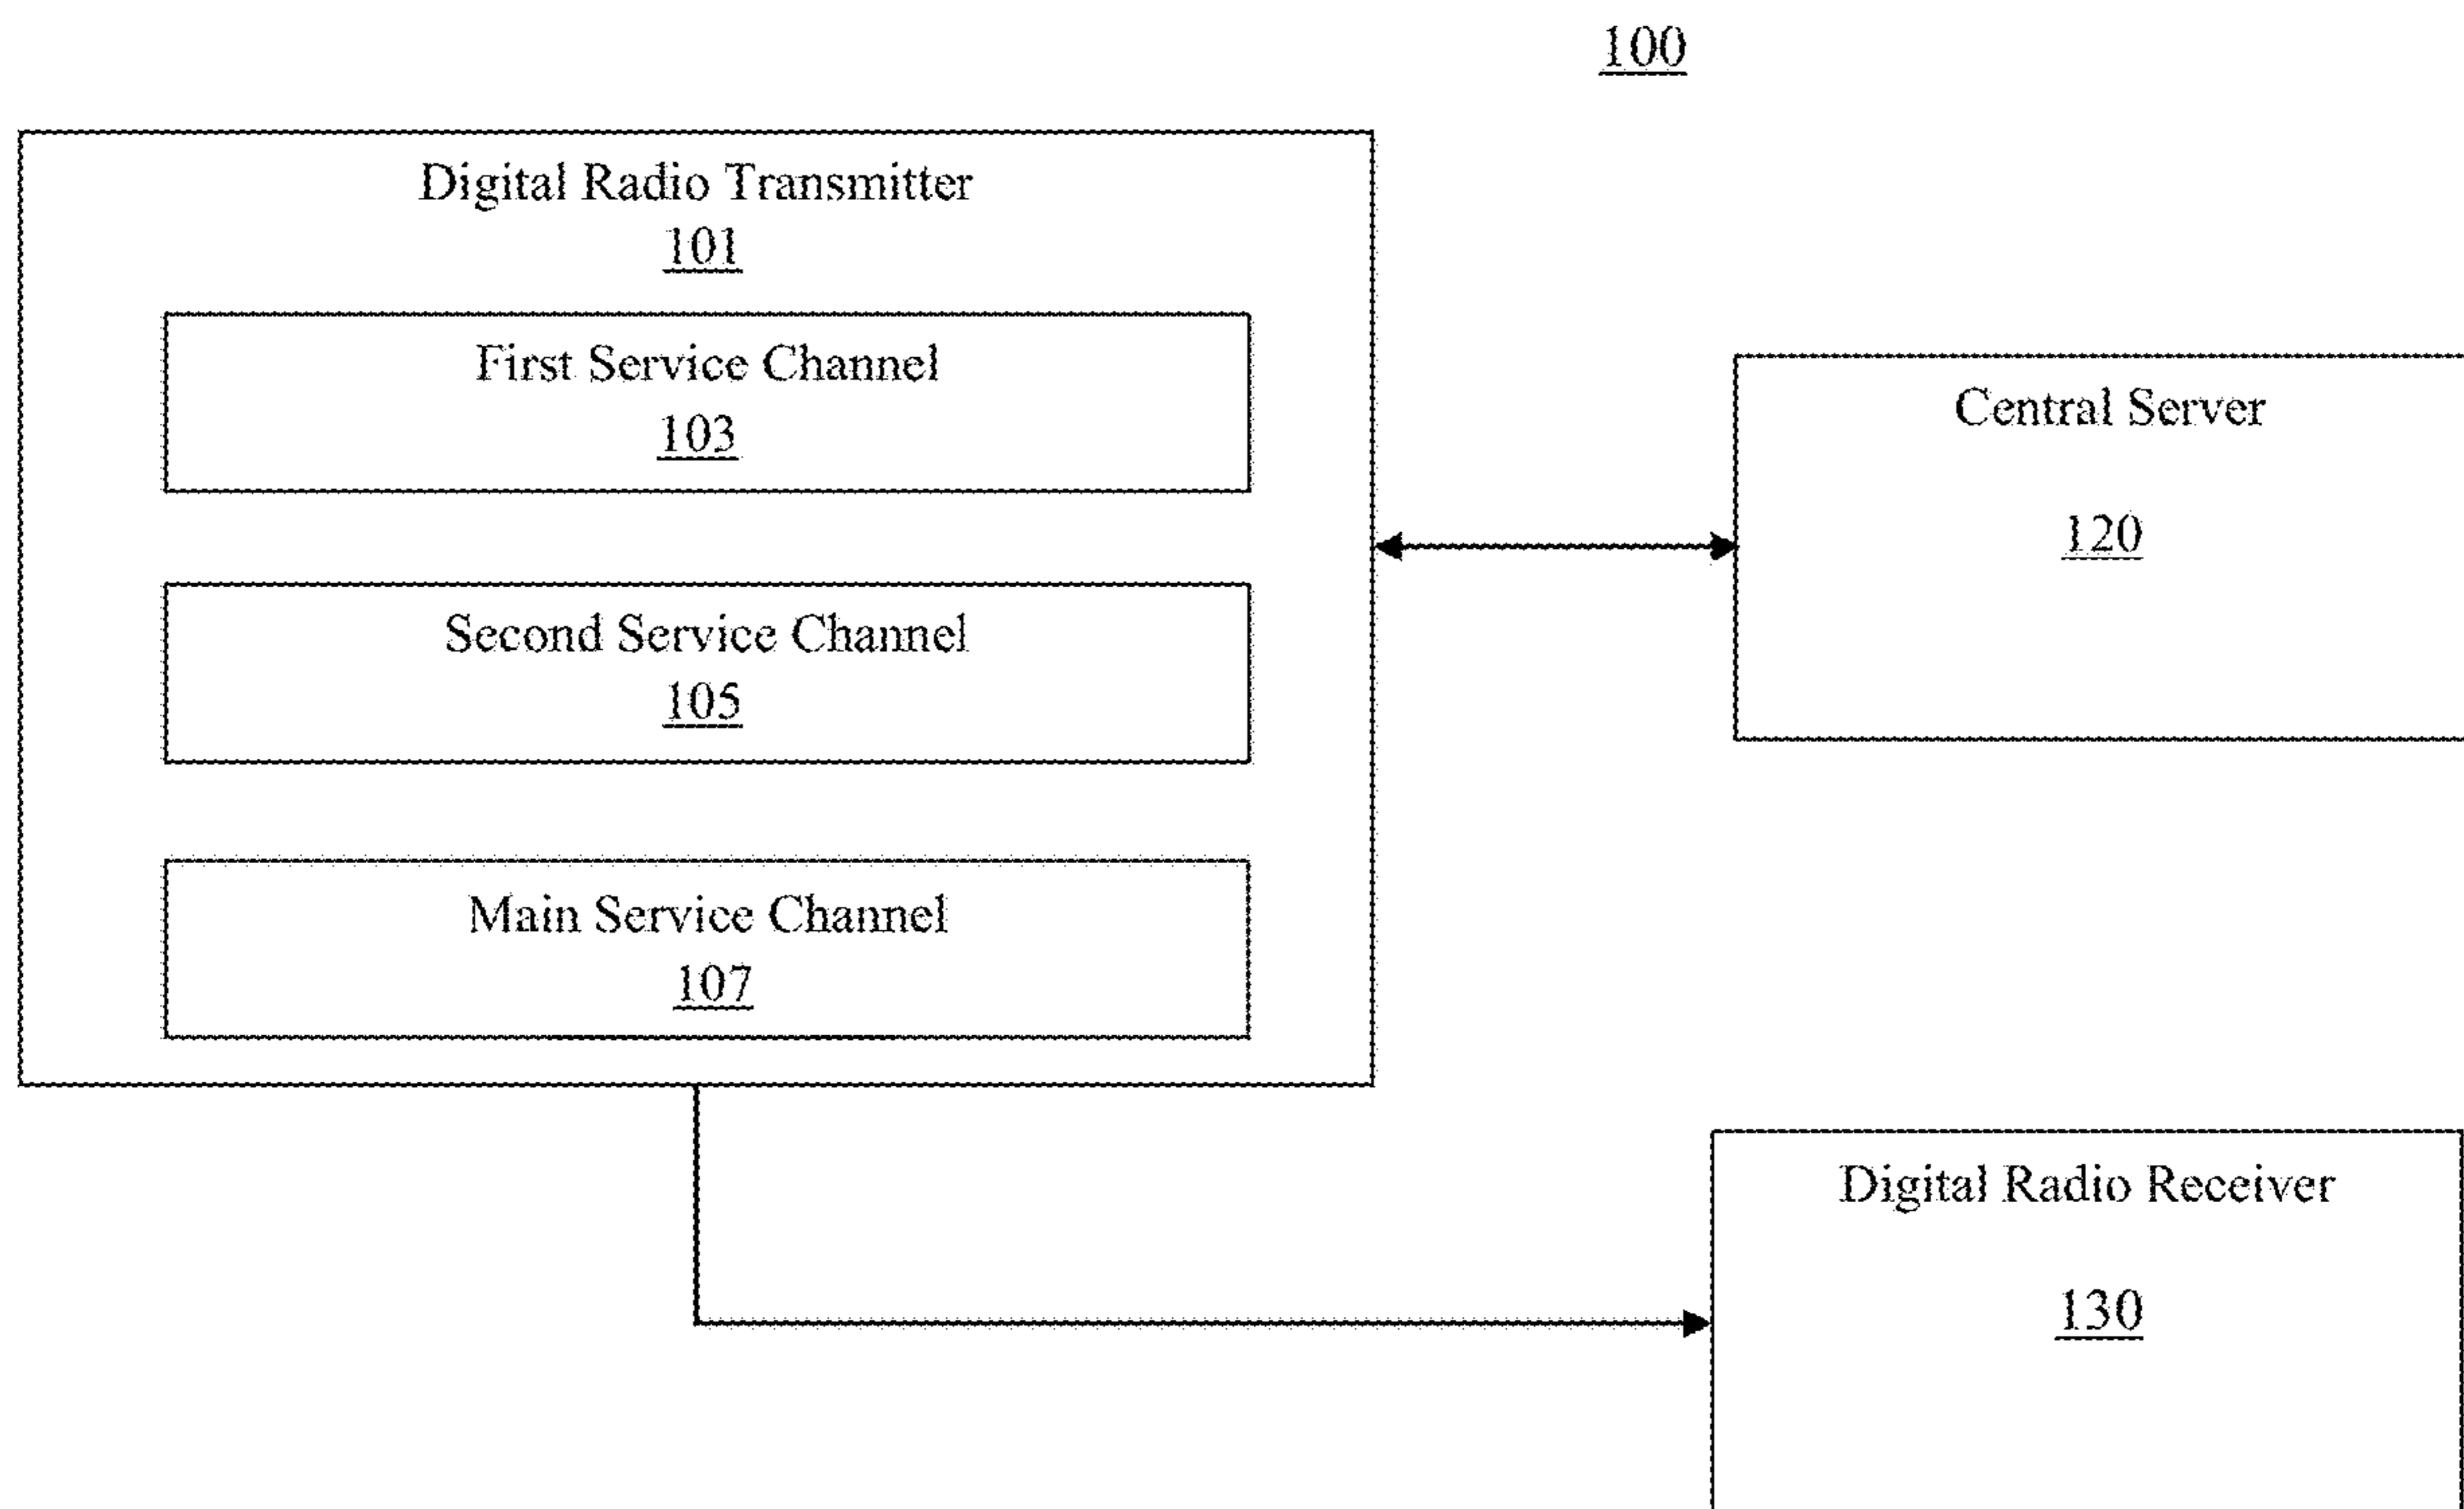 100
Digital Radio Transmitter
101
First Service Channel
103
Second Service Channel
105
Main Service Channel
107
Central Server
120
Digital Radio Receiver
130